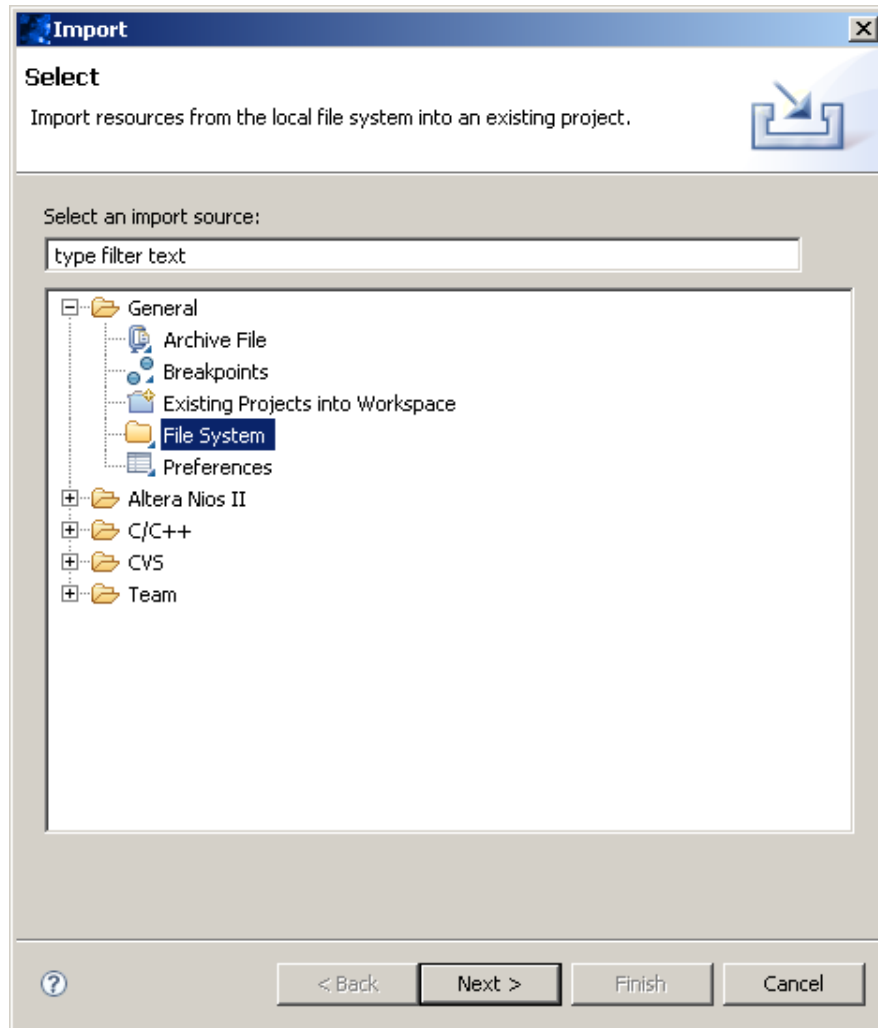 Import
Select
Import resources from the local file system into an existing project.
Select an import source:
type filter text
General
Archive File
Breakpoints
Existing Projects into Workspace
File System
Preferences
Altera Nios II
C/C++
CVS
Team
?
< Back
Next >
Finish
Cancel